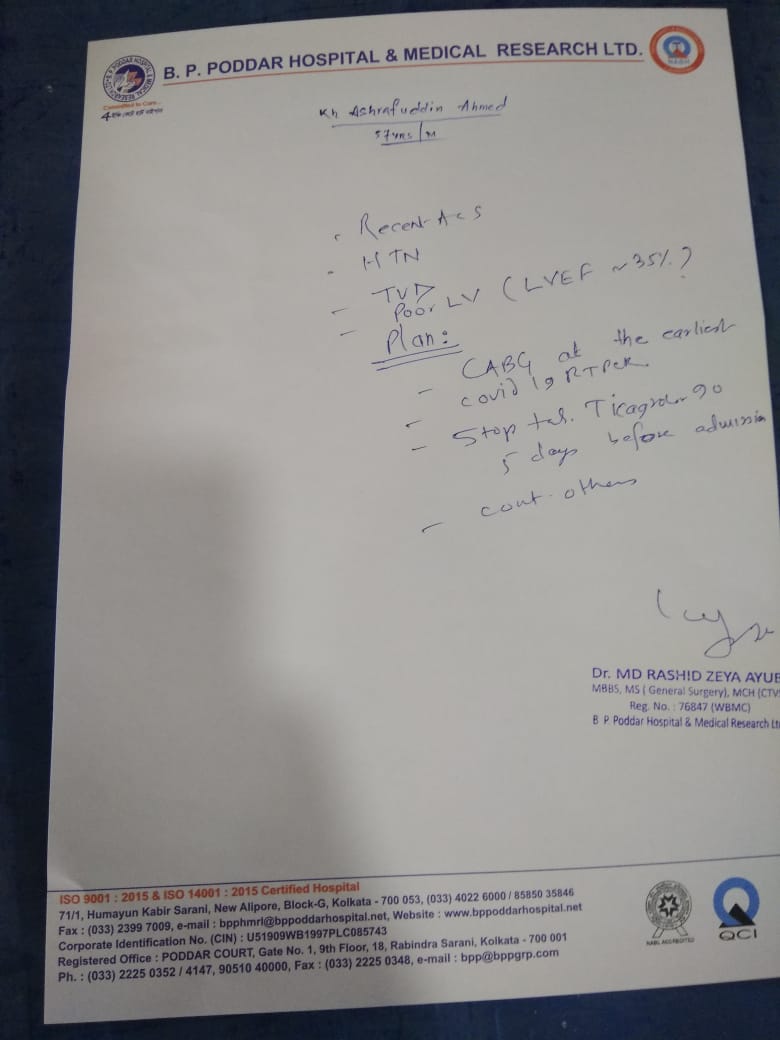 B. P. PODDAR HOSPITAL & MEDICAL RESEARCH LTD.
B. P. PODDAR HOSPITAL & MEDICAL RESEARCH LTD.
NABH
Committed to Care...
Kh Ashrafuddin Ahmed
57yrs/M
- Recent ACS
- HTN
- TVD
- Poor LV (LVEF ~35%)
Plan:
- CABG at the earliest
- covid 19 RTPCR
- Stop tab. Ticagrelor 90
5 days before admission
- cont. others
Dr. MD RASHID ZEYA AYUB
MBBS, MS ( General Surgery), MCH (CTVS
Reg. No. : 76847 (WBMC)
B P Poddar Hospital & Medical Research Lt
ISO 9001 : 2015 & ISO 14001 : 2015 Certified Hospital
71/1, Humayun Kabir Sarani, New Alipore, Block-G, Kolkata - 700 053, (033) 4022 6000 / 85850 35846
Fax : (033) 2399 7009, e-mail : bpphmrl@bppoddarhospital.net, Website : www.bppoddarhospital.net
Corporate Identification No. (CIN) : U51909WB1997PLC085743
Registered Office : PODDAR COURT, Gate No. 1, 9th Floor, 18, Rabindra Sarani, Kolkata - 700 001
Ph. : (033) 2225 0352 / 4147, 90510 40000, Fax : (033) 2225 0348, e-mail : bpp@bppgrp.com
NABL ACCREDITED
QCI